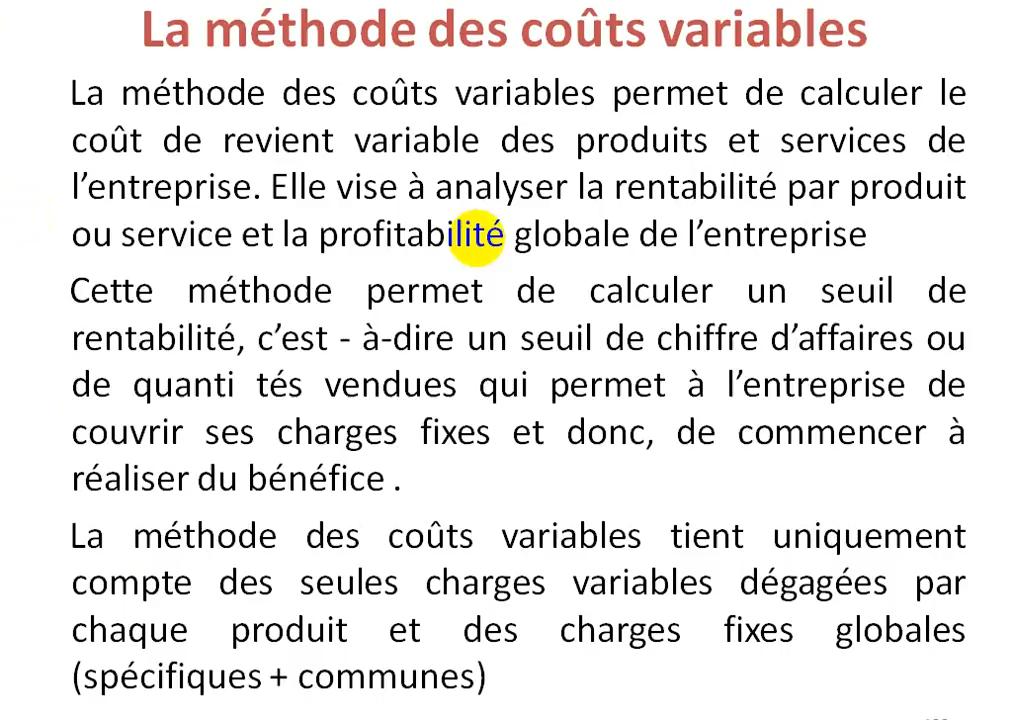 La méthode des coûts variables
La méthode des coûts variables permet de calculer le
coût de revient variable des produits et services de
l’entreprise. Elle vise à analyser la rentabilité par produit
ou service et la profitabilité globale de l’entreprise
Cette méthode permet de calculer un seuil de
rentabilité, c’est - à-dire un seuil de chiffre d’affaires ou
de quanti tés vendues qui permet à l’entreprise de
couvrir ses charges fixes et donc, de commencer à
réaliser du bénéfice .
La méthode des coûts variables tient uniquement
compte des seules charges variables dégagées par
chaque produit et des charges fixes globales
(spécifiques + communes)